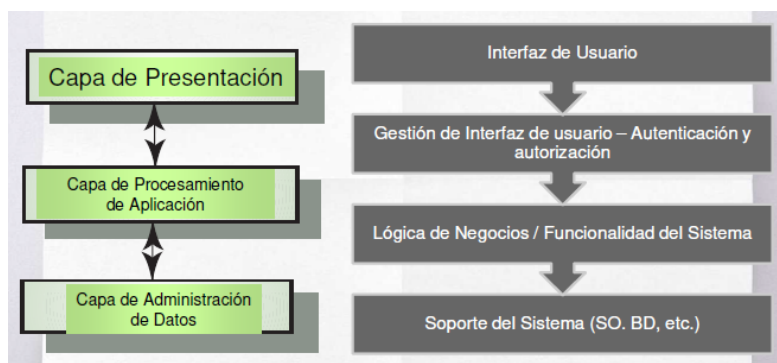 Capa de Presentación
Capa de Procesamiento
de Aplicación
Capa de Administración
de Datos
Interfaz de Usuario
Gestión de Interfaz de usuario – Autenticación y
autorización
Lógica de Negocios / Funcionalidad del Sistema
Soporte del Sistema (SO. BD, etc.)